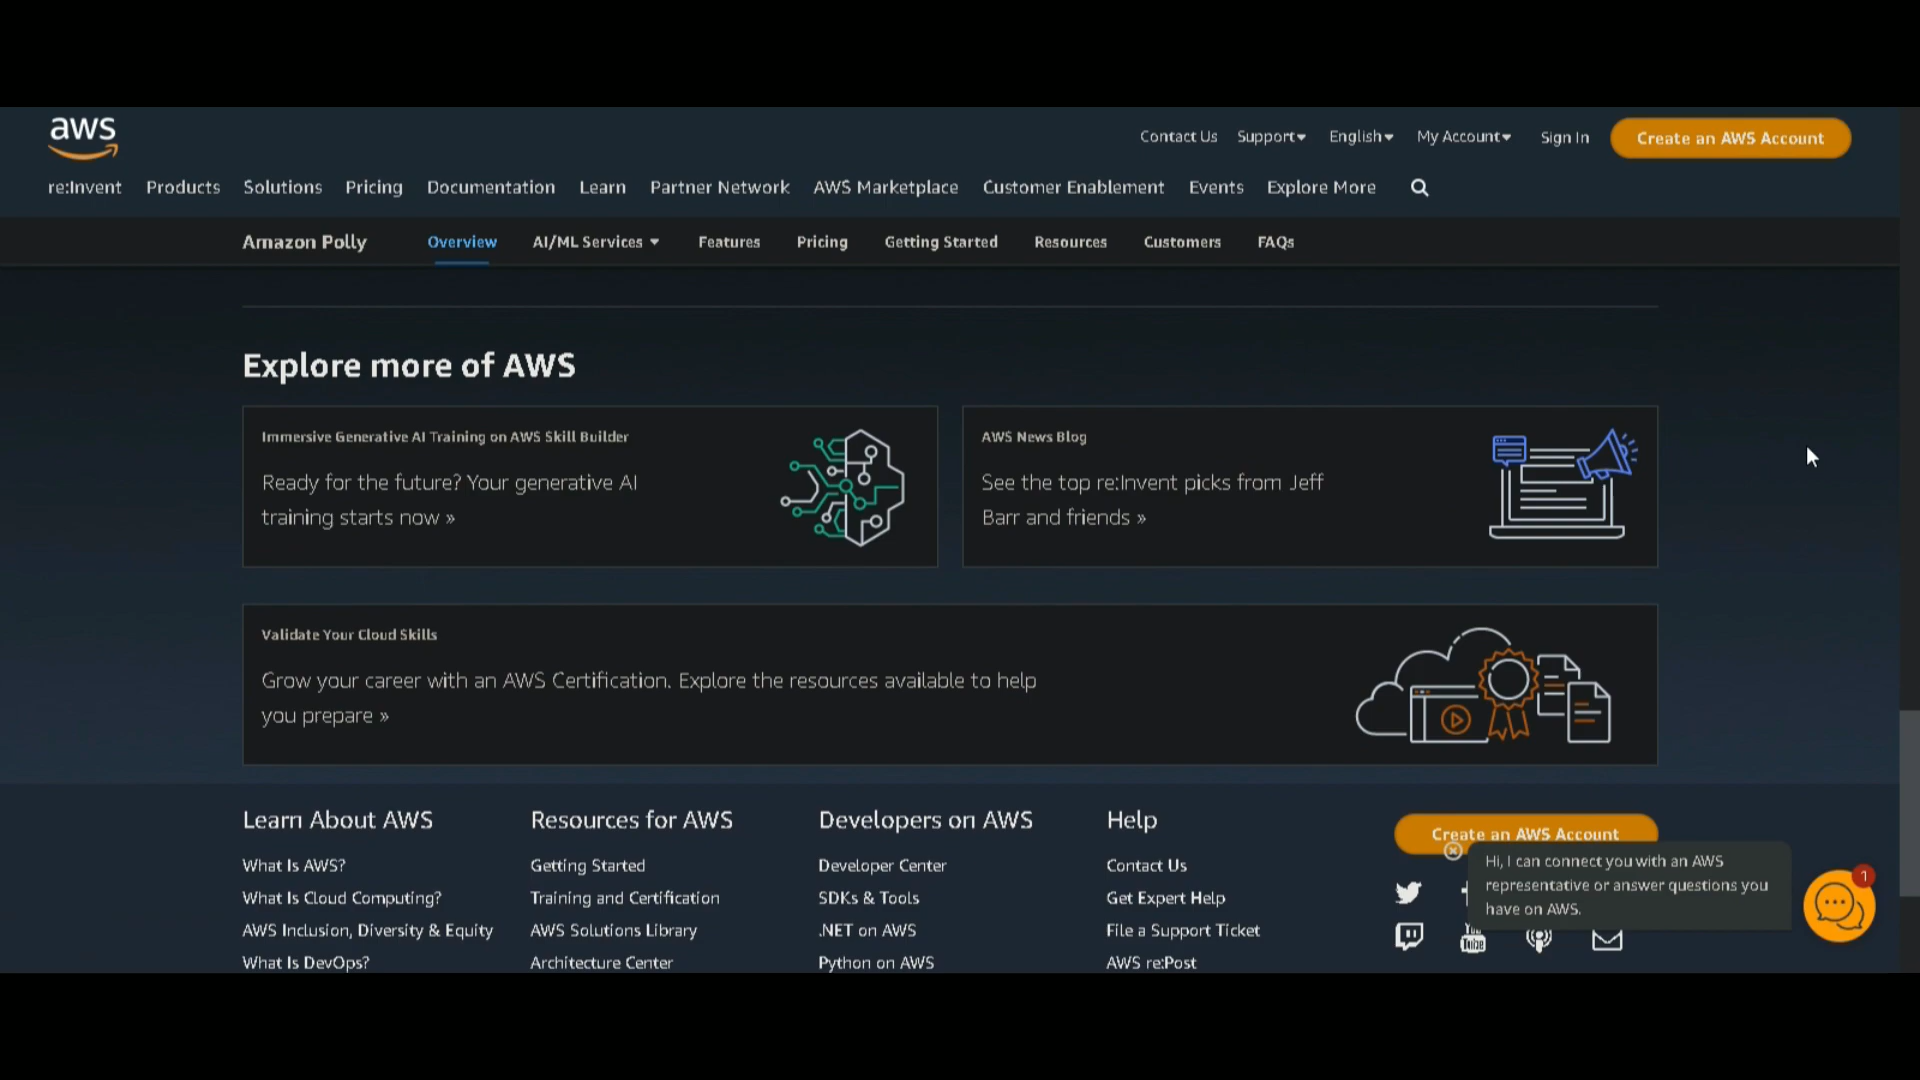 aws
Contact Us Support English My Account Sign In Create an AWS Account
re:Invent Products Solutions Pricing Documentation Learn Partner Network AWS Marketplace Customer Enablement Events Explore More
Amazon Polly Overview AI/ML Services Features Pricing Getting Started Resources Customers FAQs
Explore more of AWS
Immersive Generative AI Training on AWS Skill Builder
Ready for the future? Your generative AI
training starts now »
AWS News Blog
See the top re:Invent picks from Jeff
Barr and friends »
Validate Your Cloud Skills
Grow your career with an AWS Certification. Explore the resources available to help
you prepare »
Learn About AWS
What Is AWS?
What Is Cloud Computing?
AWS Inclusion, Diversity & Equity
What Is DevOps?
Resources for AWS
Getting Started
Training and Certification
AWS Solutions Library
Architecture Center
Developers on AWS
Developer Center
SDKs & Tools
.NET on AWS
Python on AWS
Help
Contact Us
Get Expert Help
File a Support Ticket
AWS re:Post
Create an AWS Account
Hi, I can connect you with an AWS
representative or answer questions you
have on AWS.
1
You
Tube